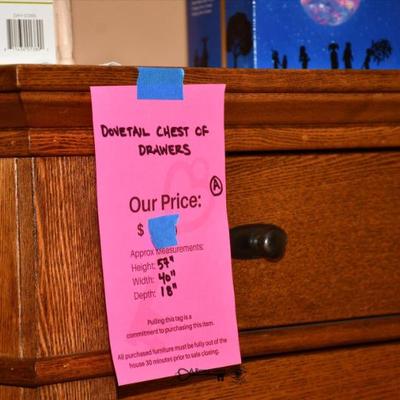 DOVETAIL CHEST OF
DRAWERS
A
Our Price:
$
Approx Measurements:
Height: 57"
Width: 40"
Depth: 18"
Pulling this tag is a
commitment to purchasing this item.
All purchased furniture must be fully out of the
house 30 minutes prior to sale closing.